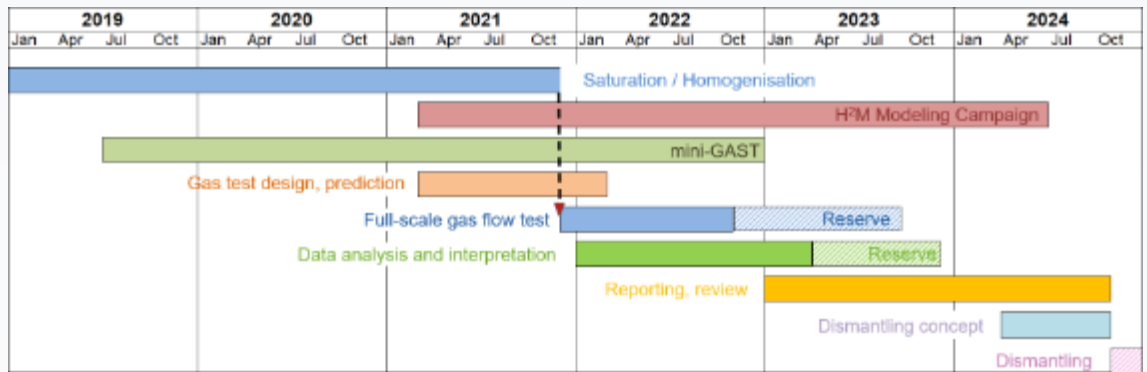 2019 2020 2021 2022 2023 2024
Jan Apr Jul Oct Jan Apr Jul Oct Jan Apr Jul Oct Jan Apr Jul Oct Jan Apr Jul Oct Jan Apr Jul Oct
Saturation / Homogenisation
H²M Modeling Campaign
mini-GAST
Gas test design, prediction
Full-scale gas flow test Reserve
Data analysis and interpretation Reserve
Reporting, review
Dismantling concept
Dismantling